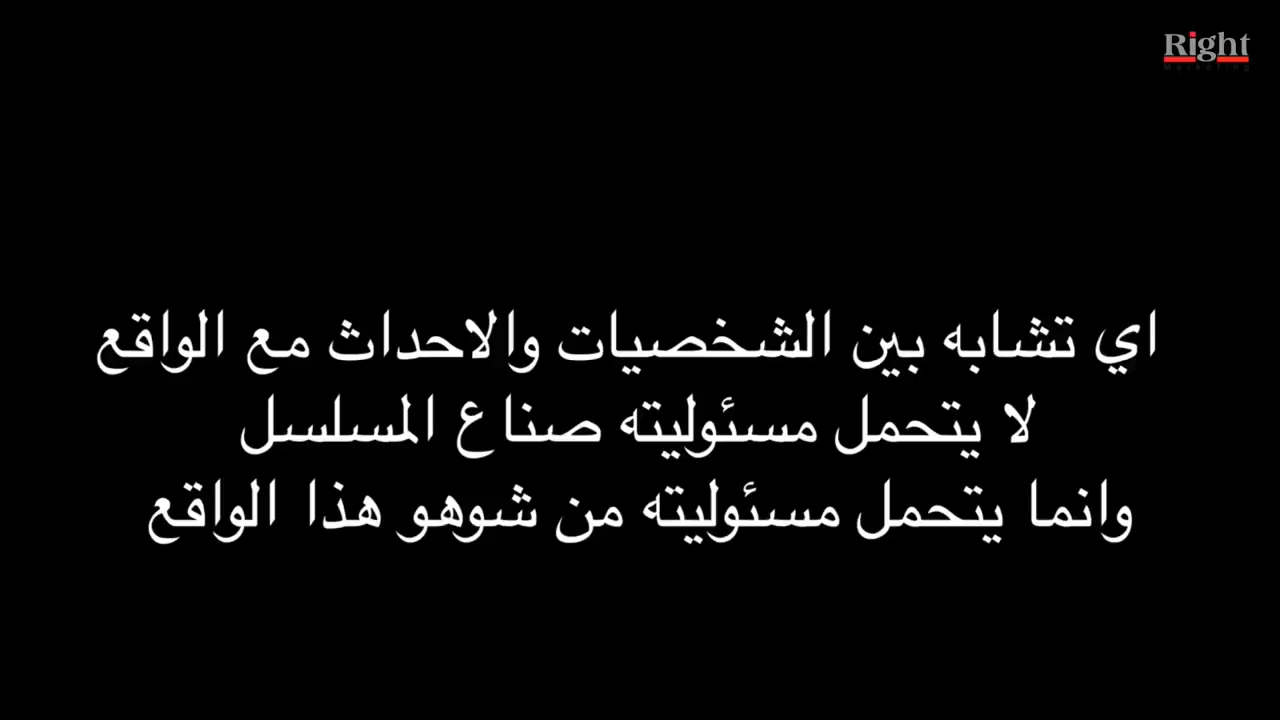 Right
Marketing
اي تشابه بين الشخصيات والاحداث مع الواقع
لا يتحمل مسئوليته صناع المسلسل
وانما يتحمل مسئوليته من شوهو هذا الواقع